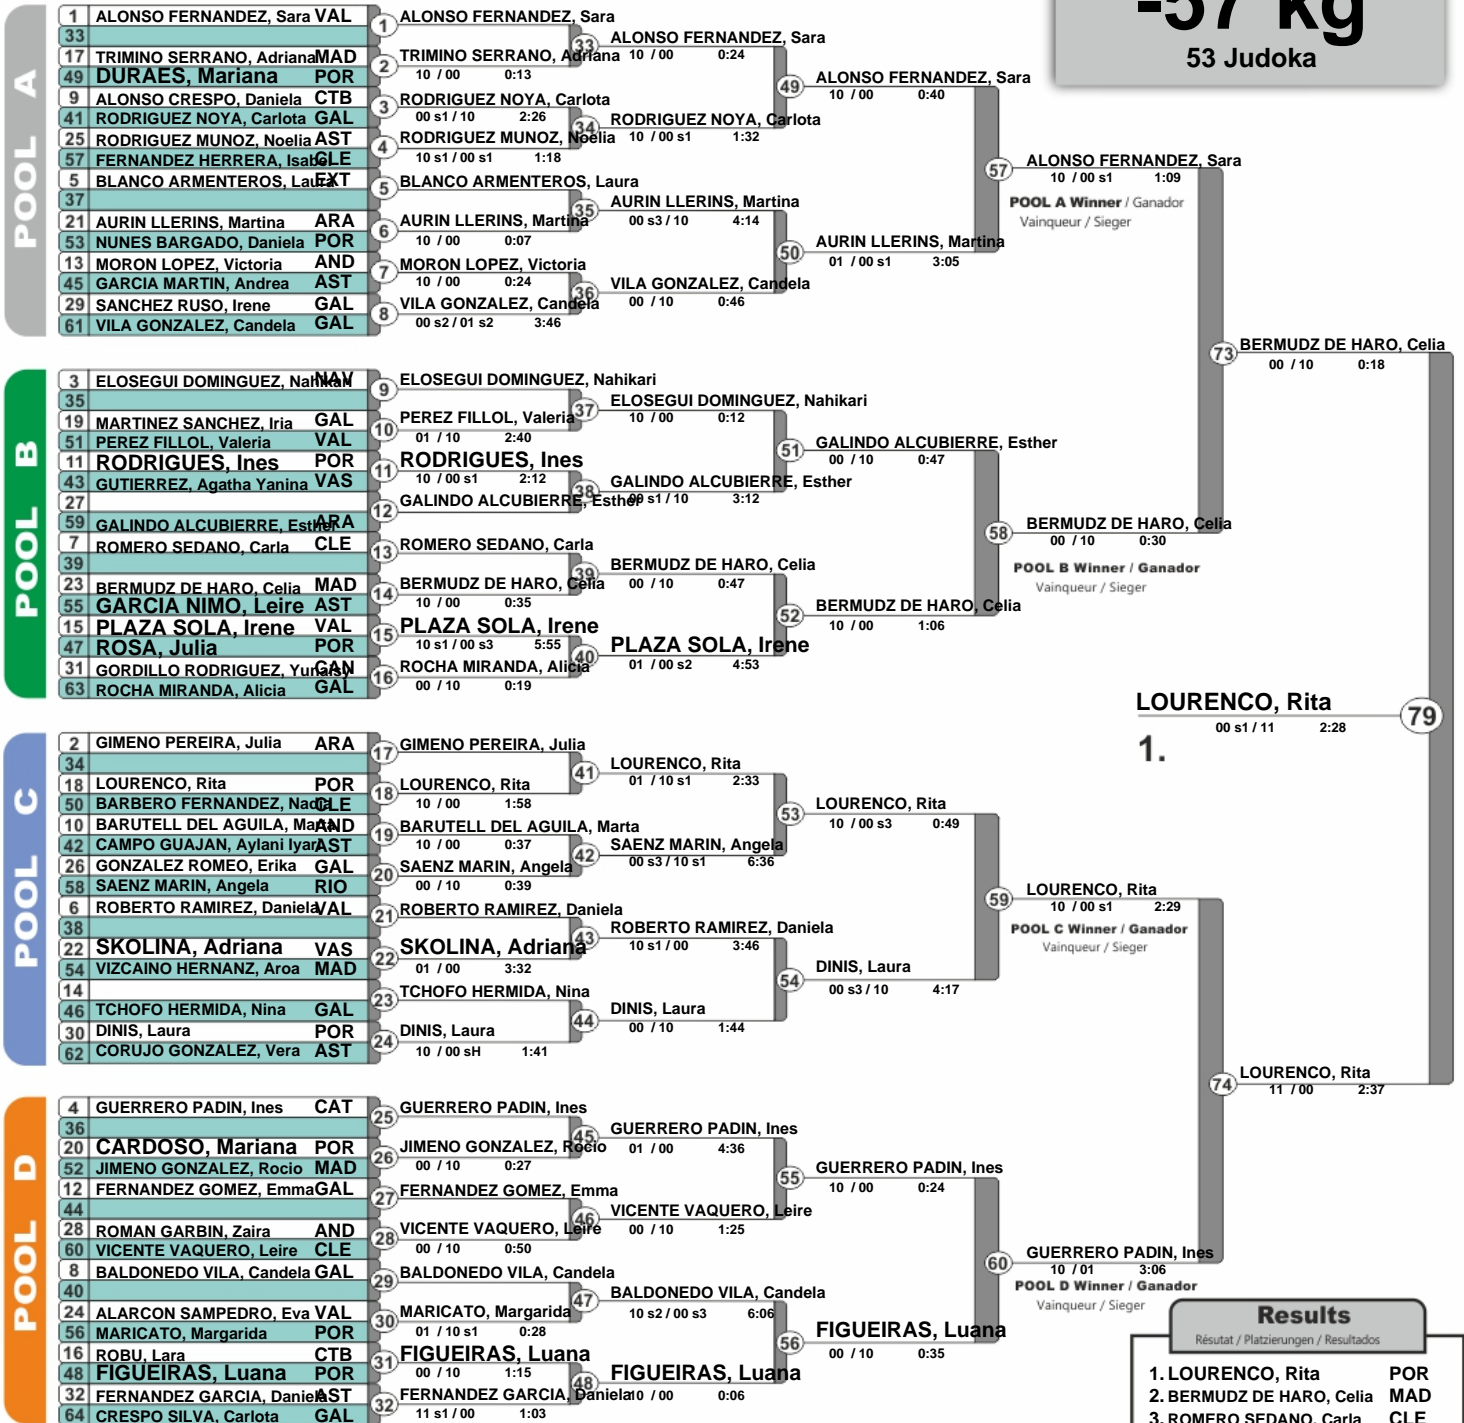 -57 kg
53 Judoka
POOL A
1 ALONSO FERNANDEZ, Sara VAL
33
17 TRIMINO SERRANO, Adriana MAD
49 DURAES, Mariana POR
9 ALONSO CRESPO, Daniela CTB
41 RODRIGUEZ NOYA, Carlota GAL
25 RODRIGUEZ MUNOZ, Noelia AST
57 FERNANDEZ HERRERA, Isabel CLE
5 BLANCO ARMENTEROS, Laura EXT
37
21 AURIN LLERINS, Martina ARA
53 NUNES BARGADO, Daniela POR
13 MORON LOPEZ, Victoria AND
45 GARCIA MARTIN, Andrea AST
29 SANCHEZ RUSO, Irene GAL
61 VILA GONZALEZ, Candela GAL
1 ALONSO FERNANDEZ, Sara
2 TRIMINO SERRANO, Adriana
10 / 00 0:13
3 RODRIGUEZ NOYA, Carlota
00 s1 / 10 2:26
4 RODRIGUEZ MUNOZ, Noelia
10 s1 / 00 s1 1:18
5 BLANCO ARMENTEROS, Laura
6 AURIN LLERINS, Martina
10 / 00 0:07
7 MORON LOPEZ, Victoria
10 / 00 0:24
8 VILA GONZALEZ, Candela
00 s2 / 01 s2 3:46
33 ALONSO FERNANDEZ, Sara
10 / 00 0:24
34 RODRIGUEZ NOYA, Carlota
10 / 00 s1 1:32
35 AURIN LLERINS, Martina
00 s3 / 10 4:14
36 VILA GONZALEZ, Candela
00 / 10 0:46
49 ALONSO FERNANDEZ, Sara
10 / 00 0:40
50 AURIN LLERINS, Martina
01 / 00 s1 3:05
57 ALONSO FERNANDEZ, Sara
10 / 00 s1 1:09
POOL A Winner / Ganador
Vainqueur / Sieger
POOL B
3 ELOSEGUI DOMINGUEZ, Nahikari NAV
35
19 MARTINEZ SANCHEZ, Iria GAL
51 PEREZ FILLOL, Valeria VAL
11 RODRIGUES, Ines POR
43 GUTIERREZ, Agatha Yanina VAS
27
59 GALINDO ALCUBIERRE, Esther ARA
7 ROMERO SEDANO, Carla CLE
39
23 BERMUDZ DE HARO, Celia MAD
55 GARCIA NIMO, Leire AST
15 PLAZA SOLA, Irene VAL
47 ROSA, Julia POR
31 GORDILLO RODRIGUEZ, Yunaisy CAN
63 ROCHA MIRANDA, Alicia GAL
9 ELOSEGUI DOMINGUEZ, Nahikari
10 PEREZ FILLOL, Valeria
01 / 10 2:40
11 RODRIGUES, Ines
10 / 00 s1 2:12
12 GALINDO ALCUBIERRE, Esther
13 ROMERO SEDANO, Carla
14 BERMUDZ DE HARO, Celia
10 / 00 0:35
15 PLAZA SOLA, Irene
10 s1 / 00 s3 5:55
16 ROCHA MIRANDA, Alicia
00 / 10 0:19
37 ELOSEGUI DOMINGUEZ, Nahikari
10 / 00 0:12
38 GALINDO ALCUBIERRE, Esther
00 s1 / 10 3:12
39 BERMUDZ DE HARO, Celia
00 / 10 0:47
40 PLAZA SOLA, Irene
01 / 00 s2 4:53
51 GALINDO ALCUBIERRE, Esther
00 / 10 0:47
52 BERMUDZ DE HARO, Celia
10 / 00 1:06
58 BERMUDZ DE HARO, Celia
00 / 10 0:30
POOL B Winner / Ganador
Vainqueur / Sieger
73 BERMUDZ DE HARO, Celia
00 / 10 0:18
LOURENCO, Rita 79
00 s1 / 11 2:28
1.
POOL C
2 GIMENO PEREIRA, Julia ARA
34
18 LOURENCO, Rita POR
50 BARBERO FERNANDEZ, Nadia CLE
10 BARUTELL DEL AGUILA, Marta AND
42 CAMPO GUAJAN, Aylani Iyari AST
26 GONZALEZ ROMEO, Erika GAL
58 SAENZ MARIN, Angela RIO
6 ROBERTO RAMIREZ, Daniela VAL
38
22 SKOLINA, Adriana VAS
54 VIZCAINO HERNANZ, Aroa MAD
14
46 TCHOFO HERMIDA, Nina GAL
30 DINIS, Laura POR
62 CORUJO GONZALEZ, Vera AST
17 GIMENO PEREIRA, Julia
18 LOURENCO, Rita
10 / 00 1:58
19 BARUTELL DEL AGUILA, Marta
10 / 00 0:37
20 SAENZ MARIN, Angela
00 / 10 0:39
21 ROBERTO RAMIREZ, Daniela
22 SKOLINA, Adriana
01 / 00 3:32
23 TCHOFO HERMIDA, Nina
24 DINIS, Laura
10 / 00 sH 1:41
41 LOURENCO, Rita
01 / 10 s1 2:33
42 SAENZ MARIN, Angela
00 s3 / 10 s1 6:36
43 ROBERTO RAMIREZ, Daniela
10 s1 / 00 3:46
44 DINIS, Laura
00 / 10 1:44
53 LOURENCO, Rita
10 / 00 s3 0:49
54 DINIS, Laura
00 s3 / 10 4:17
59 LOURENCO, Rita
10 / 00 s1 2:29
POOL C Winner / Ganador
Vainqueur / Sieger
74 LOURENCO, Rita
11 / 00 2:37
POOL D
4 GUERRERO PADIN, Ines CAT
36
20 CARDOSO, Mariana POR
52 JIMENO GONZALEZ, Rocio MAD
12 FERNANDEZ GOMEZ, Emma GAL
44
28 ROMAN GARBIN, Zaira AND
60 VICENTE VAQUERO, Leire CLE
8 BALDONEDO VILA, Candela GAL
40
24 ALARCON SAMPEDRO, Eva VAL
56 MARICATO, Margarida POR
16 ROBU, Lara CTB
48 FIGUEIRAS, Luana POR
32 FERNANDEZ GARCIA, Daniela AST
64 CRESPO SILVA, Carlota GAL
25 GUERRERO PADIN, Ines
26 JIMENO GONZALEZ, Rocio
00 / 10 0:27
27 FERNANDEZ GOMEZ, Emma
28 VICENTE VAQUERO, Leire
00 / 10 0:50
29 BALDONEDO VILA, Candela
30 MARICATO, Margarida
01 / 10 s1 0:28
31 FIGUEIRAS, Luana
00 / 10 1:15
32 FERNANDEZ GARCIA, Daniela
11 s1 / 00 1:03
45 GUERRERO PADIN, Ines
01 / 00 4:36
46 VICENTE VAQUERO, Leire
00 / 10 1:25
47 BALDONEDO VILA, Candela
10 s2 / 00 s3 6:06
48 FIGUEIRAS, Luana
10 / 00 0:06
55 GUERRERO PADIN, Ines
10 / 00 0:24
56 FIGUEIRAS, Luana
00 / 10 0:35
60 GUERRERO PADIN, Ines
10 / 01 3:06
POOL D Winner / Ganador
Vainqueur / Sieger
Results
Résutat / Platzierungen / Resultados
1. LOURENCO, Rita POR
2. BERMUDZ DE HARO, Celia MAD
3. ROMERO SEDANO, Carla CLE